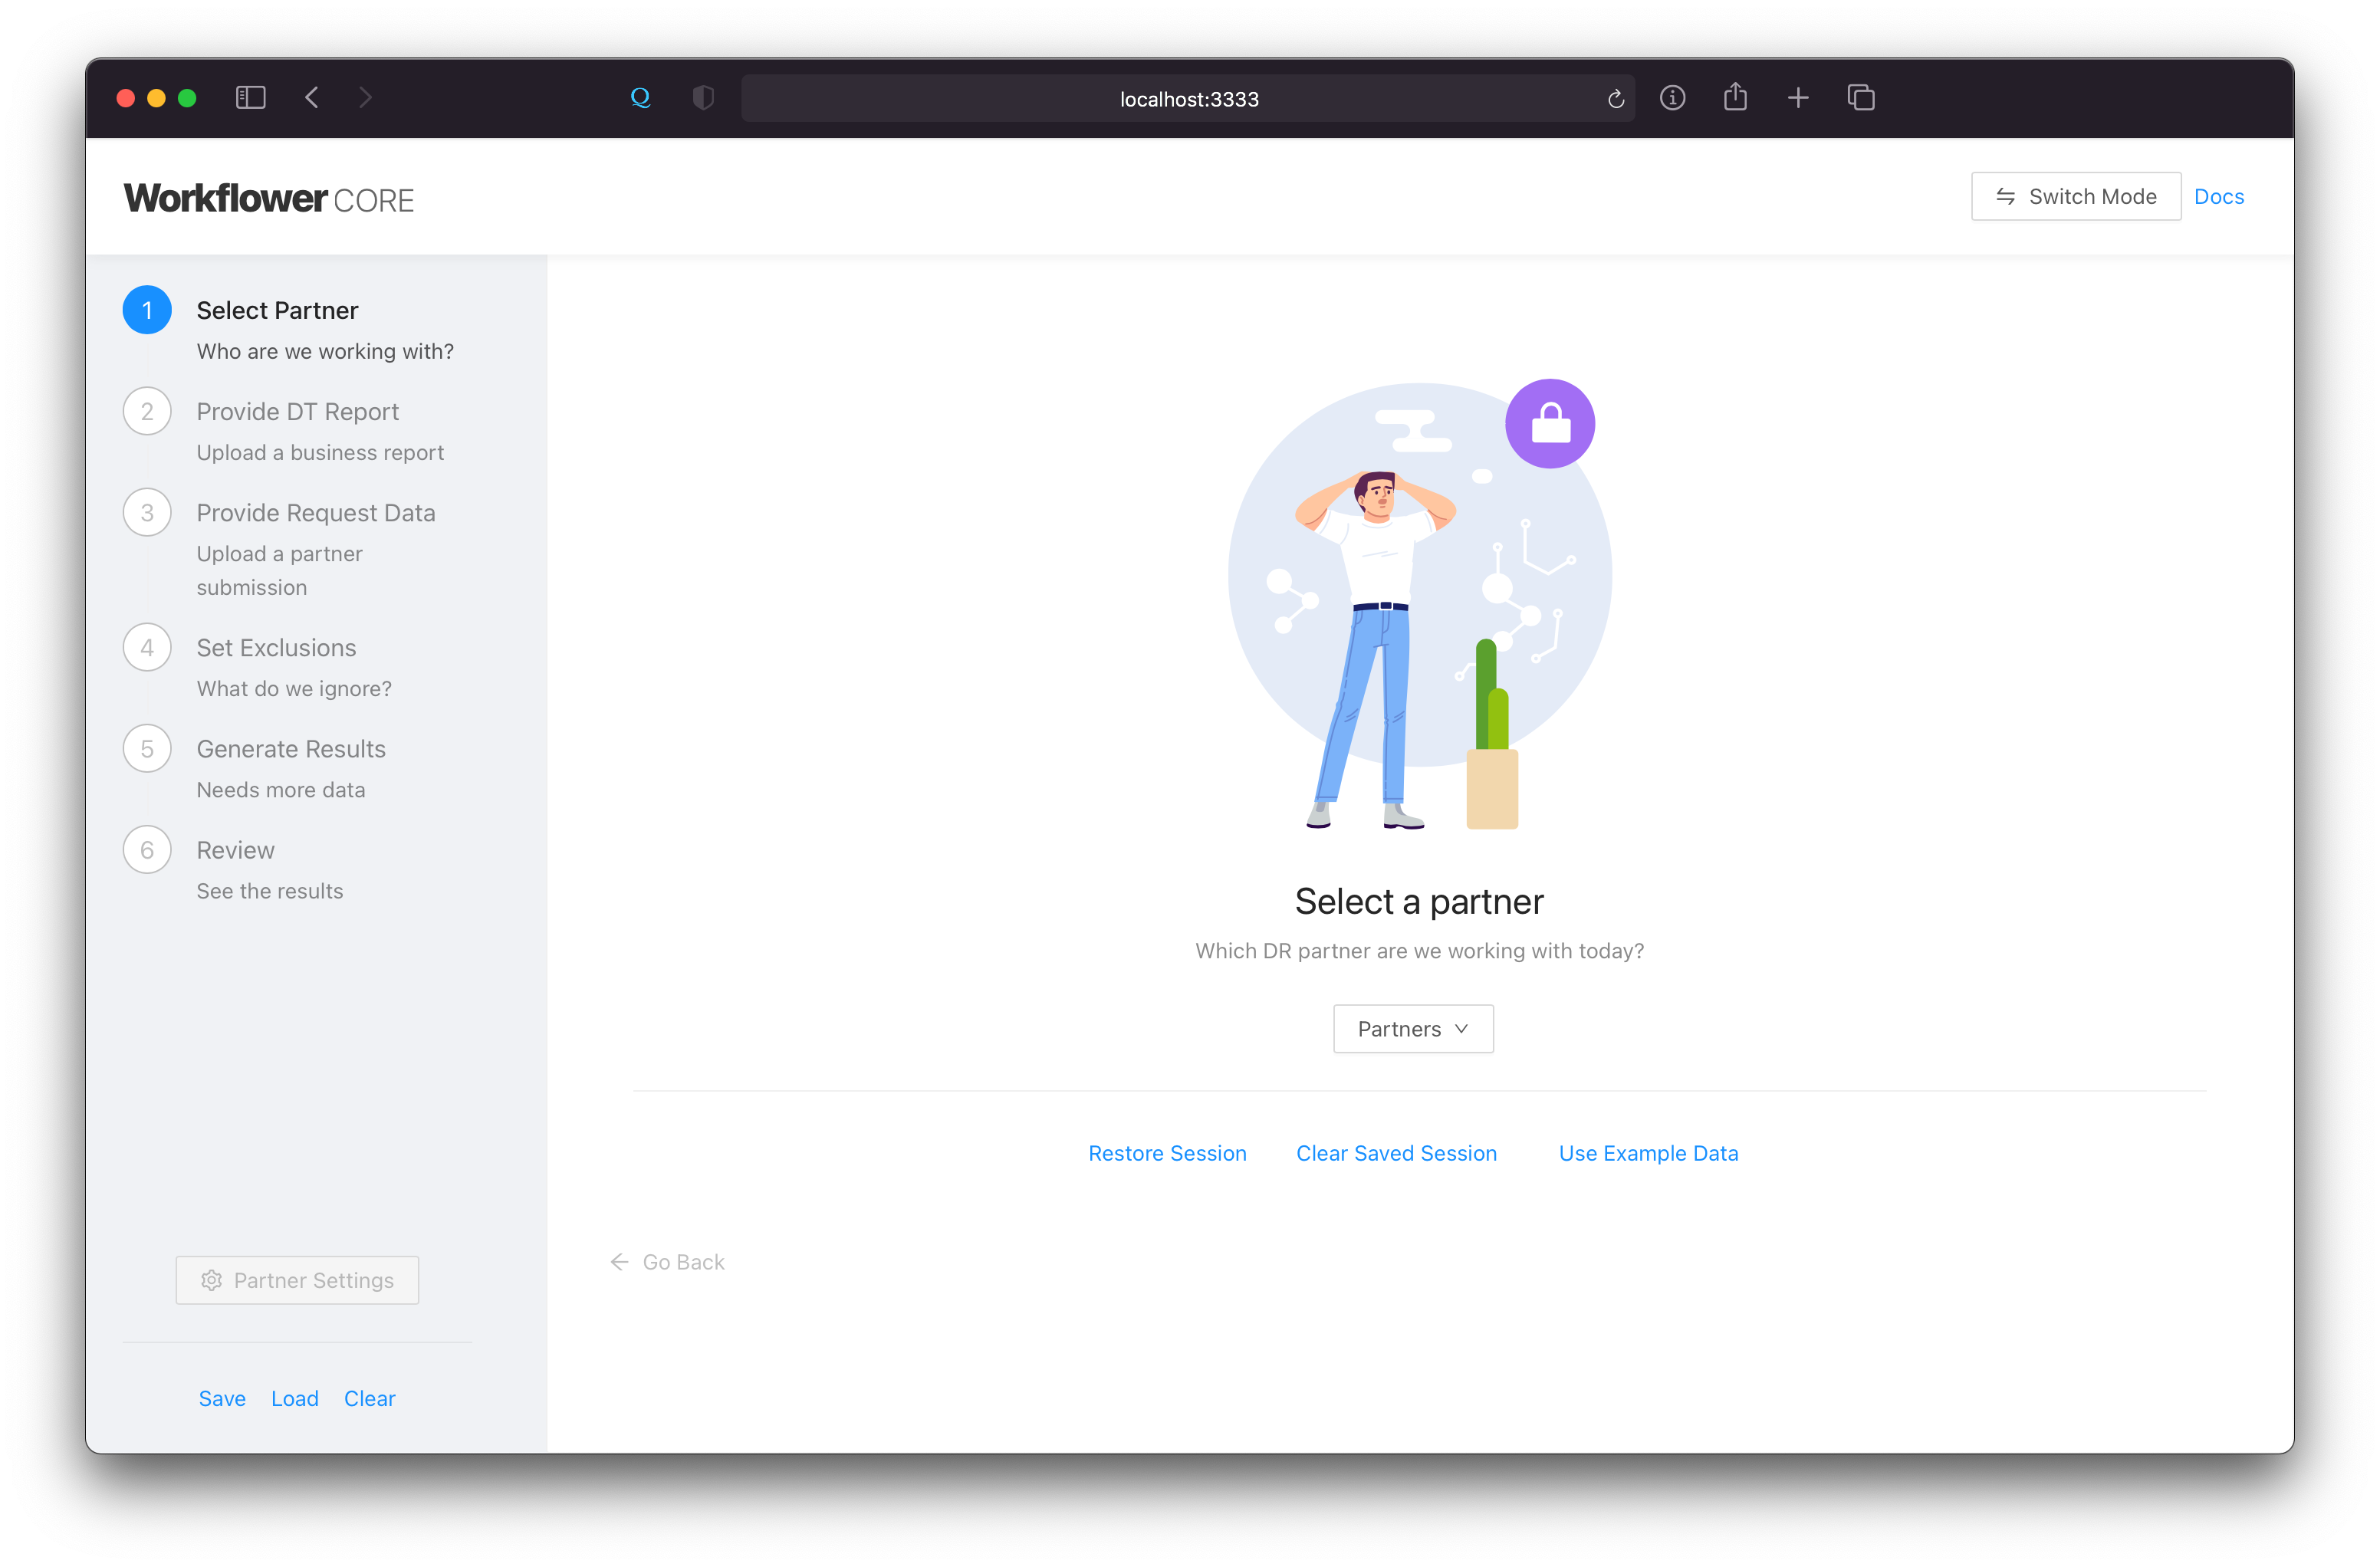 localhost:3333
Workflower CORE
Switch Mode
Docs
1 Select Partner
Who are we working with?
2 Provide DT Report
Upload a business report
3 Provide Request Data
Upload a partner
submission
4 Set Exclusions
What do we ignore?
5 Generate Results
Needs more data
6 Review
See the results
Partner Settings
Save Load Clear
Select a partner
Which DR partner are we working with today?
Partners
Restore Session Clear Saved Session Use Example Data
Go Back